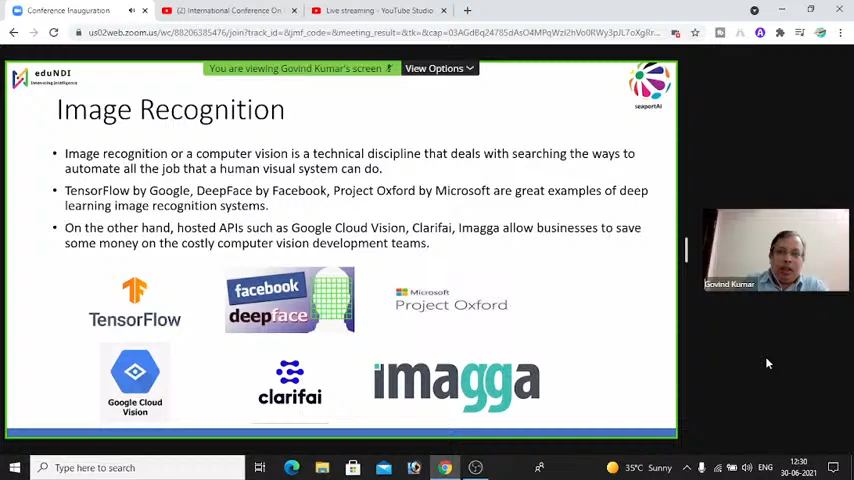 Conference Inauguration
(2) International Conference On
Live streaming - YouTube Studio
us02web.zoom.us/wc/88206385476/join?track_id=&jmf_code=&meeting_result=&tk=&cap=
You are viewing Govind Kumar's screen
View Options
eduNDI
seaportAi
Image Recognition
• Image recognition or a computer vision is a technical discipline that deals with searching the ways to
automate all the job that a human visual system can do.
• TensorFlow by Google, DeepFace by Facebook, Project Oxford by Microsoft are great examples of deep
learning image recognition systems.
• On the other hand, hosted APIs such as Google Cloud Vision, Clarifai, Imagga allow businesses to save
some money on the costly computer vision development teams.
TensorFlow
facebook
deepface
Microsoft
Project Oxford
Google Cloud
Vision
clarifai
imagga
Govind Kumar
Type here to search
35°C Sunny
ENG
12:30
30-06-2021